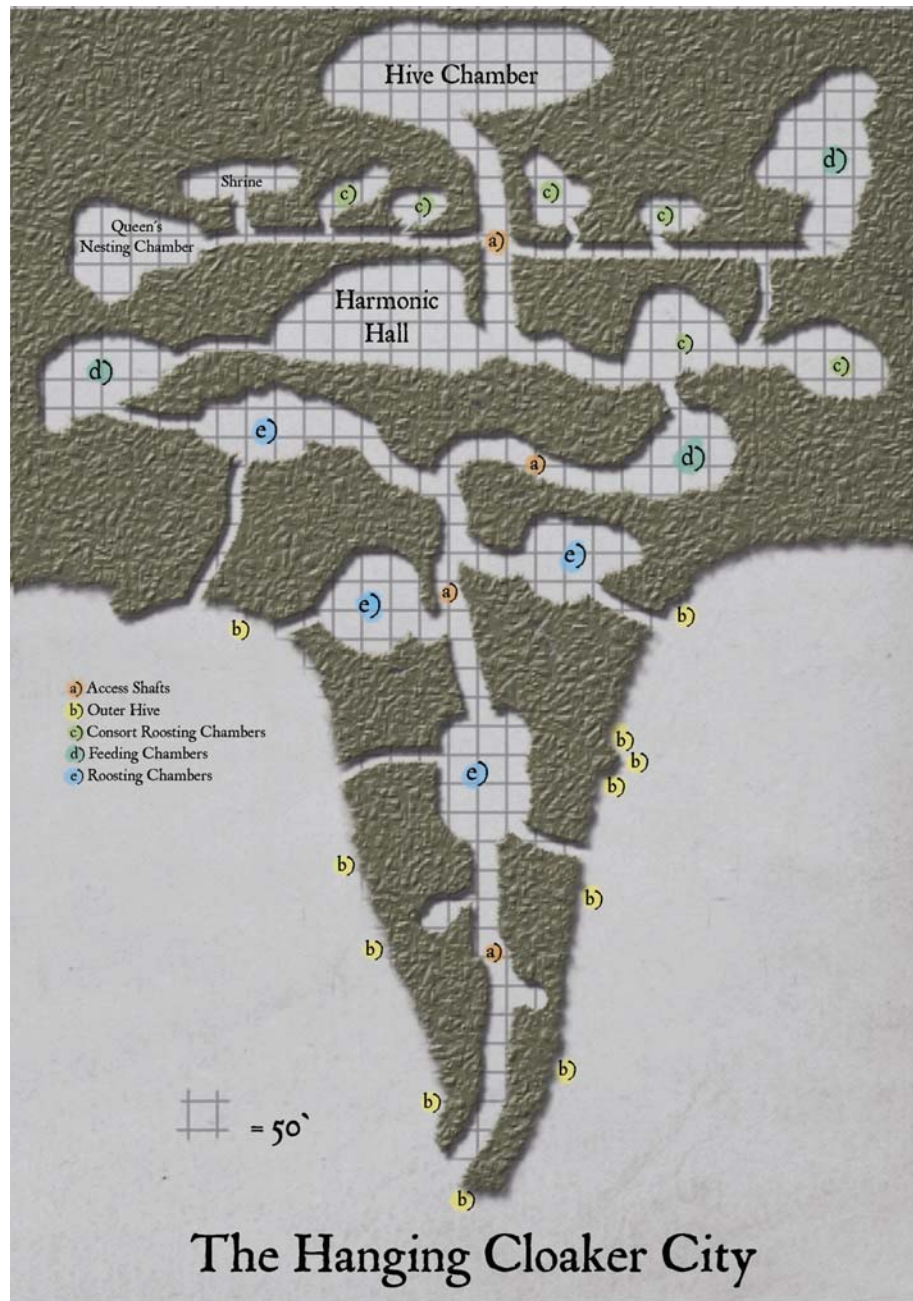 Hive Chamber
d)
Shrine
c)
c)
c)
c)
Queen's
Nesting Chamber
a)
Harmonic
Hall
c)
c)
d)
e)
a)
d)
e)
a)
e)
b)
b)
a) Access Shafts
b) Outer Hive
c) Consort Roosting Chambers
d) Feeding Chambers
e) Roosting Chambers
b)
b)
b)
e)
b)
b)
b)
a)
b)
b)
= 50`
b)
The Hanging Cloaker City